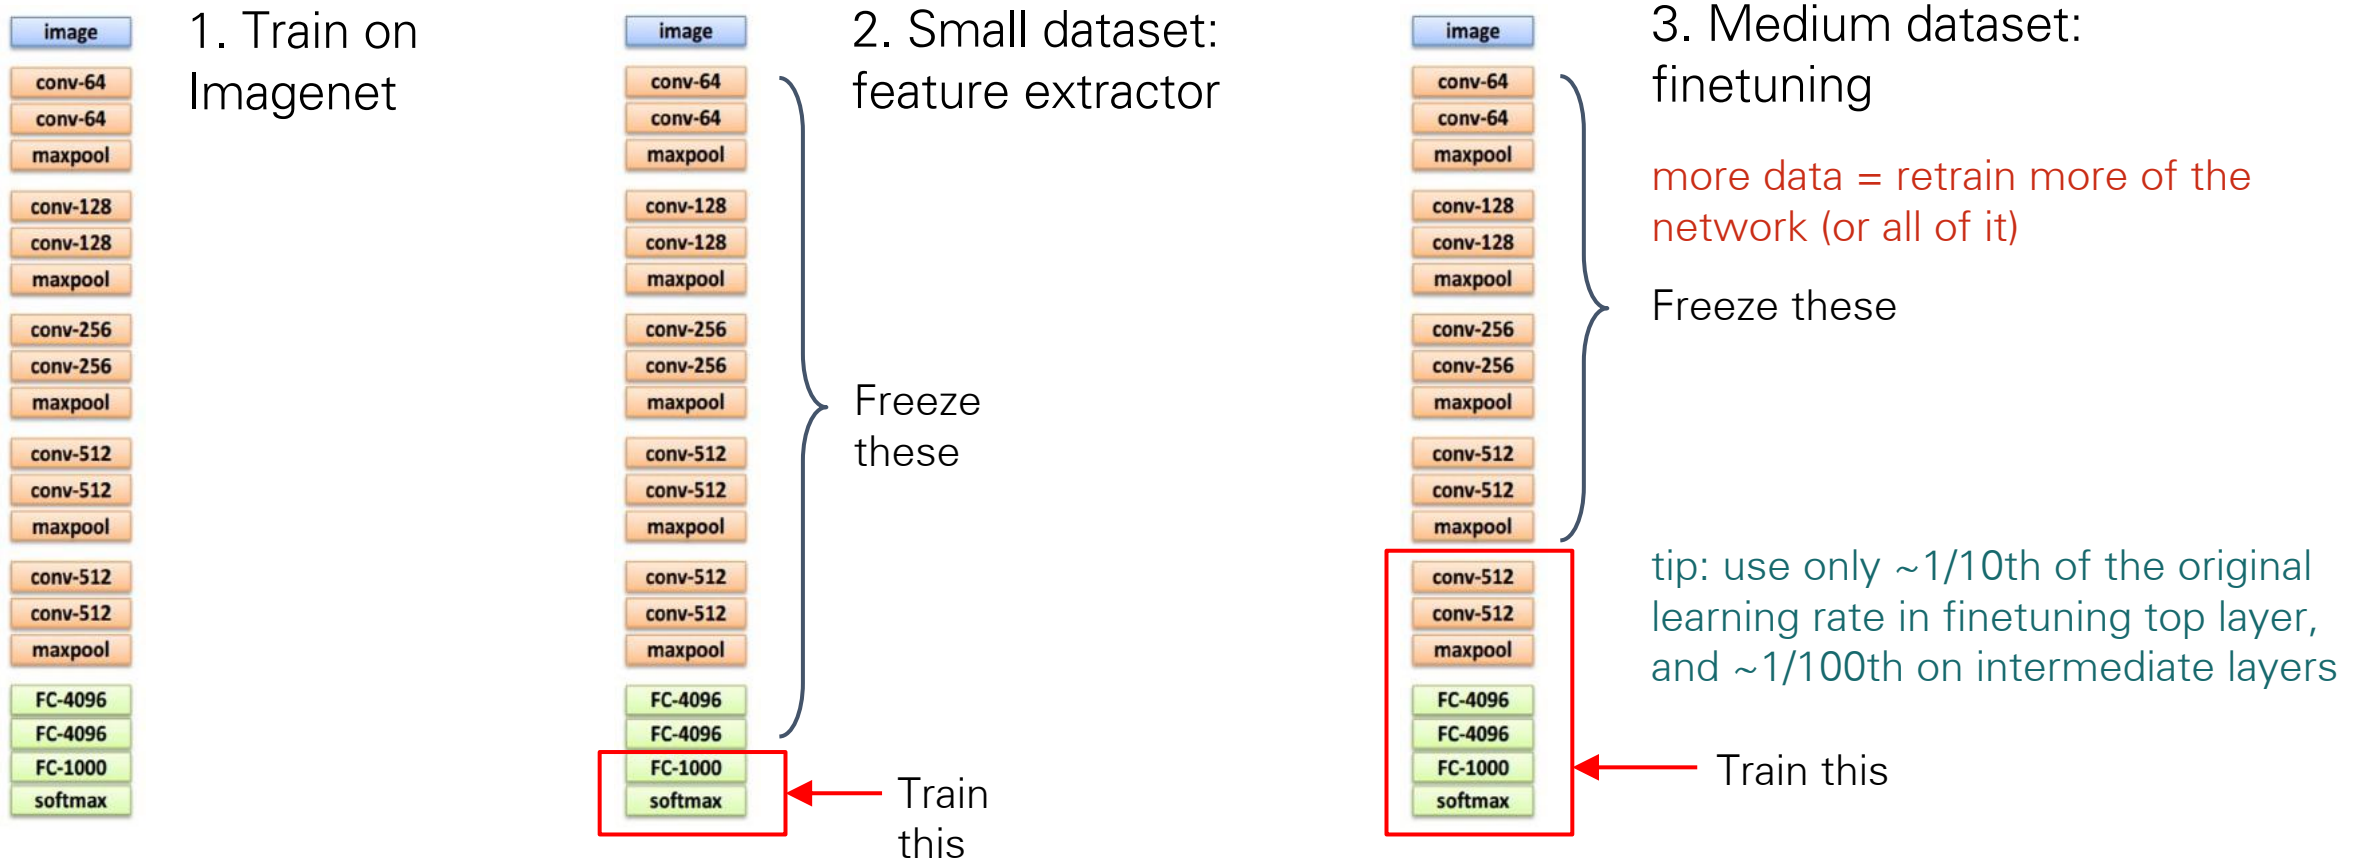 image
conv-64
conv-64
maxpool
conv-128
conv-128
maxpool
conv-256
conv-256
maxpool
conv-512
conv-512
maxpool
conv-512
conv-512
maxpool
FC-4096
FC-4096
FC-1000
softmax
1. Train on
Imagenet
image
conv-64
conv-64
maxpool
conv-128
conv-128
maxpool
conv-256
conv-256
maxpool
conv-512
conv-512
maxpool
conv-512
conv-512
maxpool
FC-4096
FC-4096
FC-1000
softmax
2. Small dataset:
feature extractor
Freeze
these
Train
this
image
conv-64
conv-64
maxpool
conv-128
conv-128
maxpool
conv-256
conv-256
maxpool
conv-512
conv-512
maxpool
conv-512
conv-512
maxpool
FC-4096
FC-4096
FC-1000
softmax
3. Medium dataset:
finetuning
more data = retrain more of the
network (or all of it)
Freeze these
tip: use only ~1/10th of the original
learning rate in finetuning top layer,
and ~1/100th on intermediate layers
Train this